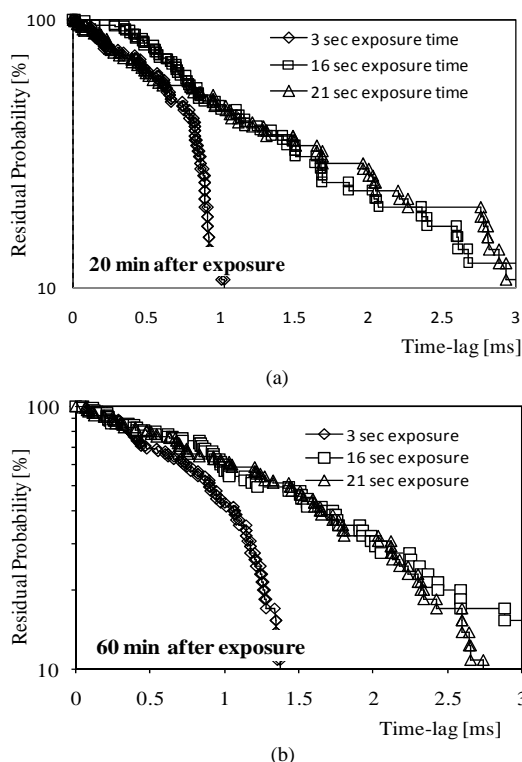 100
3 sec exposure time
16 sec exposure time
21 sec exposure time
Residual Probability [%]
20 min after exposure
10
0 0.5 1 1.5 2 2.5 3
Time-lag [ms]
(a)
100
3 sec exposure
16 sec exposure
21 sec exposure
Residual Probability [%]
60 min after exposure
10
0 0.5 1 1.5 2 2.5 3
Time-lag [ms]
(b)